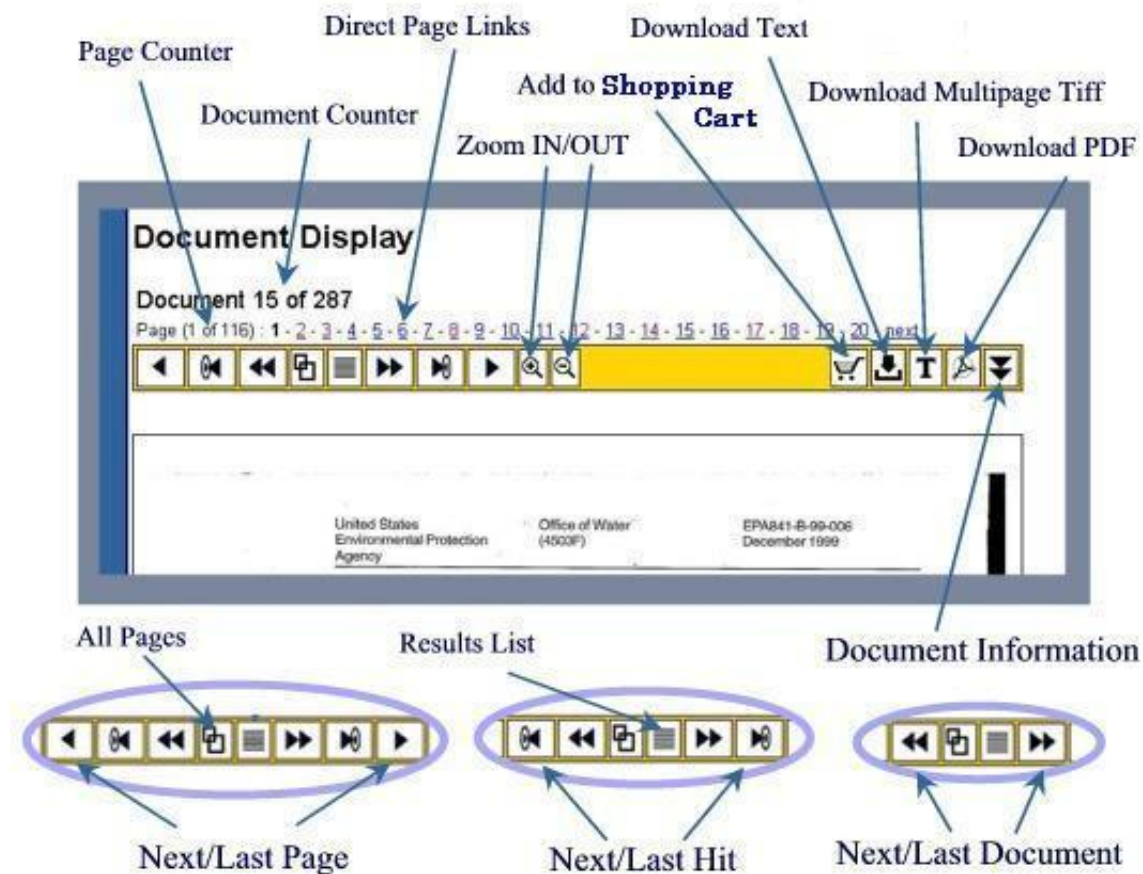 Direct Page Links
Download Text
Page Counter
Add to Shopping
Cart
Download Multipage Tiff
Document Counter
Zoom IN/OUT
Download PDF
Document Display
Document 15 of 287
Page (1 of 116) : 1 - 2 - 3 - 4 - 5 - 6 - 7 - 8 - 9 - 10 - 11 - 12 - 13 - 14 - 15 - 16 - 17 - 18 - 19 - 20 - next
T
United States
Environmental Protection
Agency
Office of Water
(4503F)
EPA841-B-99-006
December 1999
All Pages
Results List
Document Information
Next/Last Page
Next/Last Hit
Next/Last Document